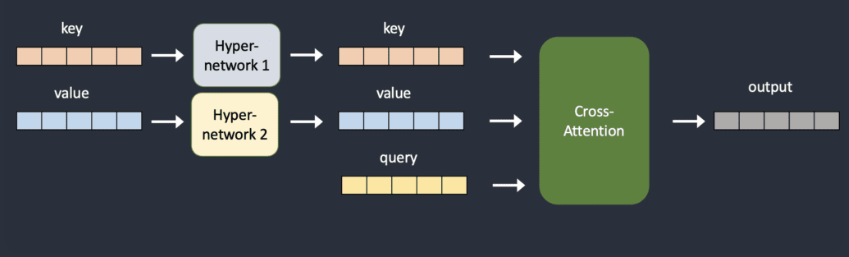 key
Hyper-
network 1
key
value
Hyper-
network 2
value
query
Cross-
Attention
output